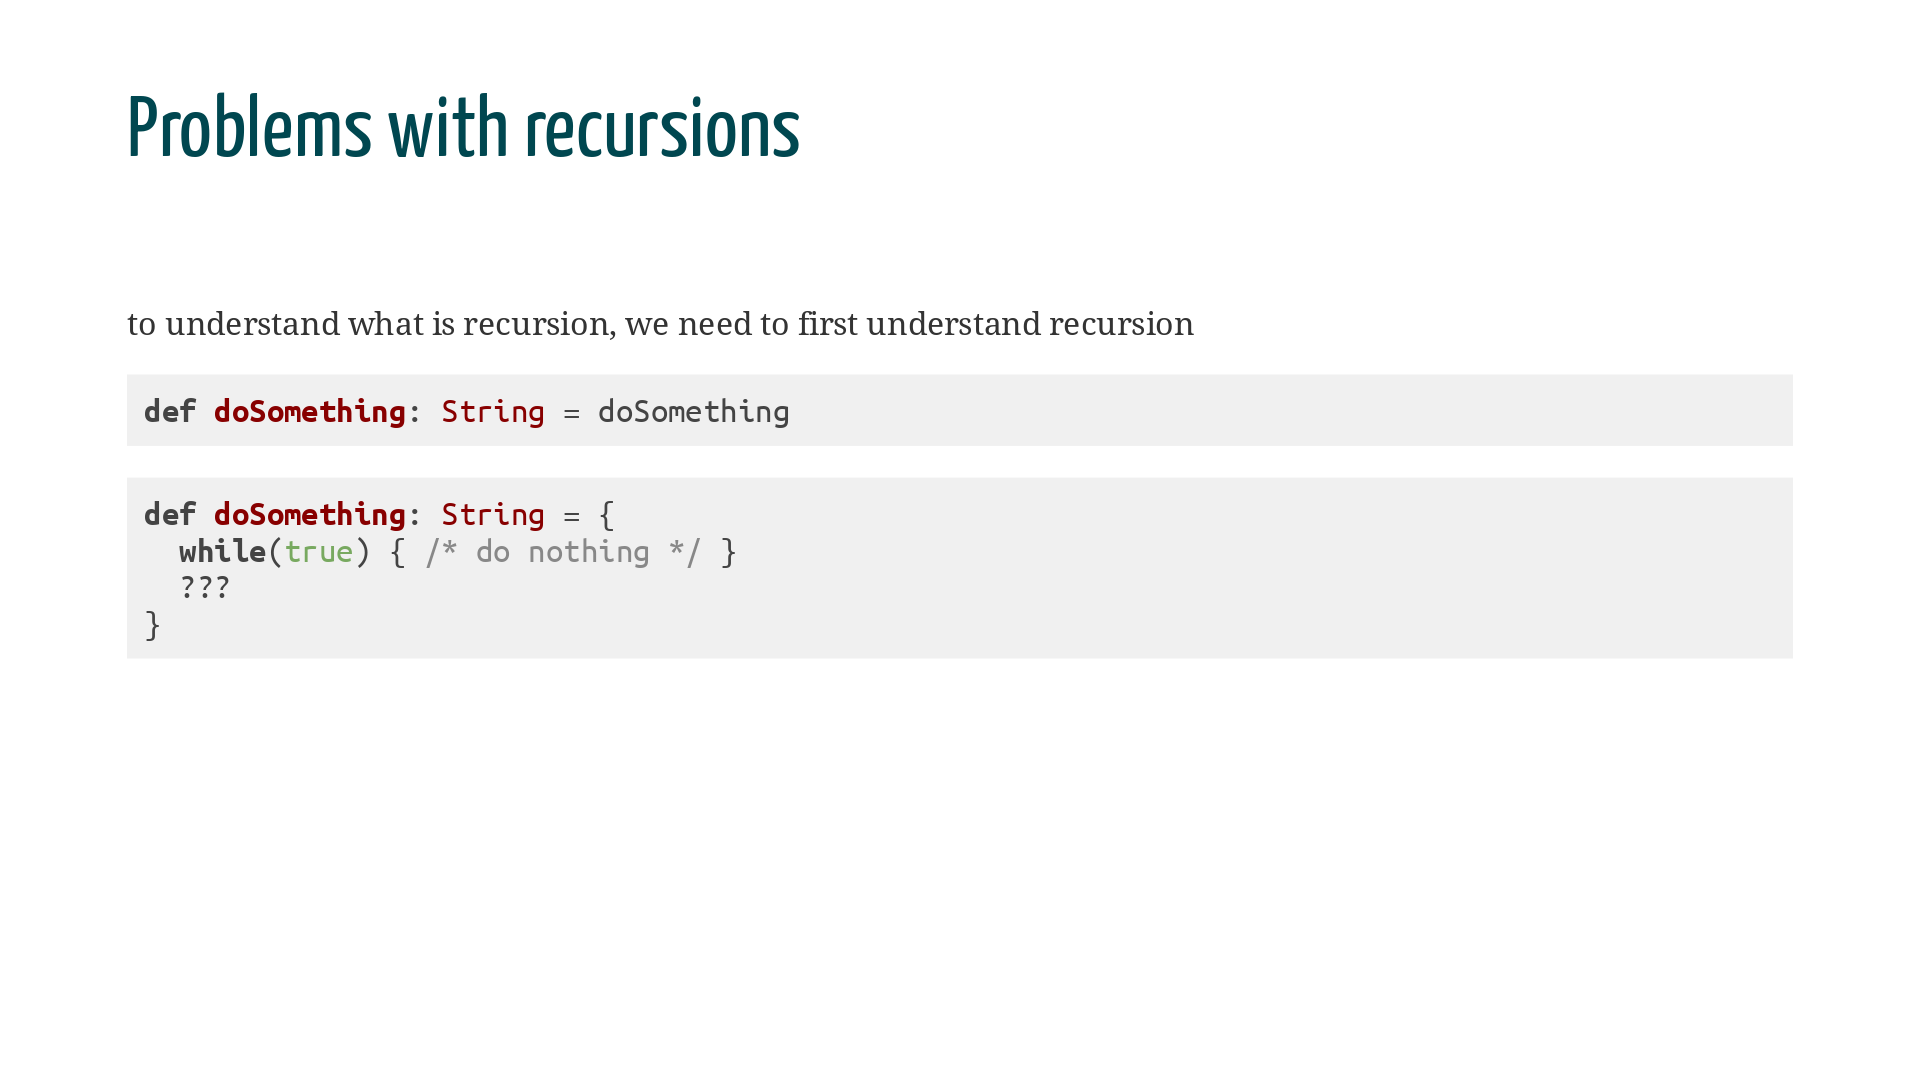 Problems with recursions
to understand what is recursion, we need to first understand recursion
def doSomething: String = doSomething
def doSomething: String = {
  while(true) { /* do nothing */ }
  ???
}